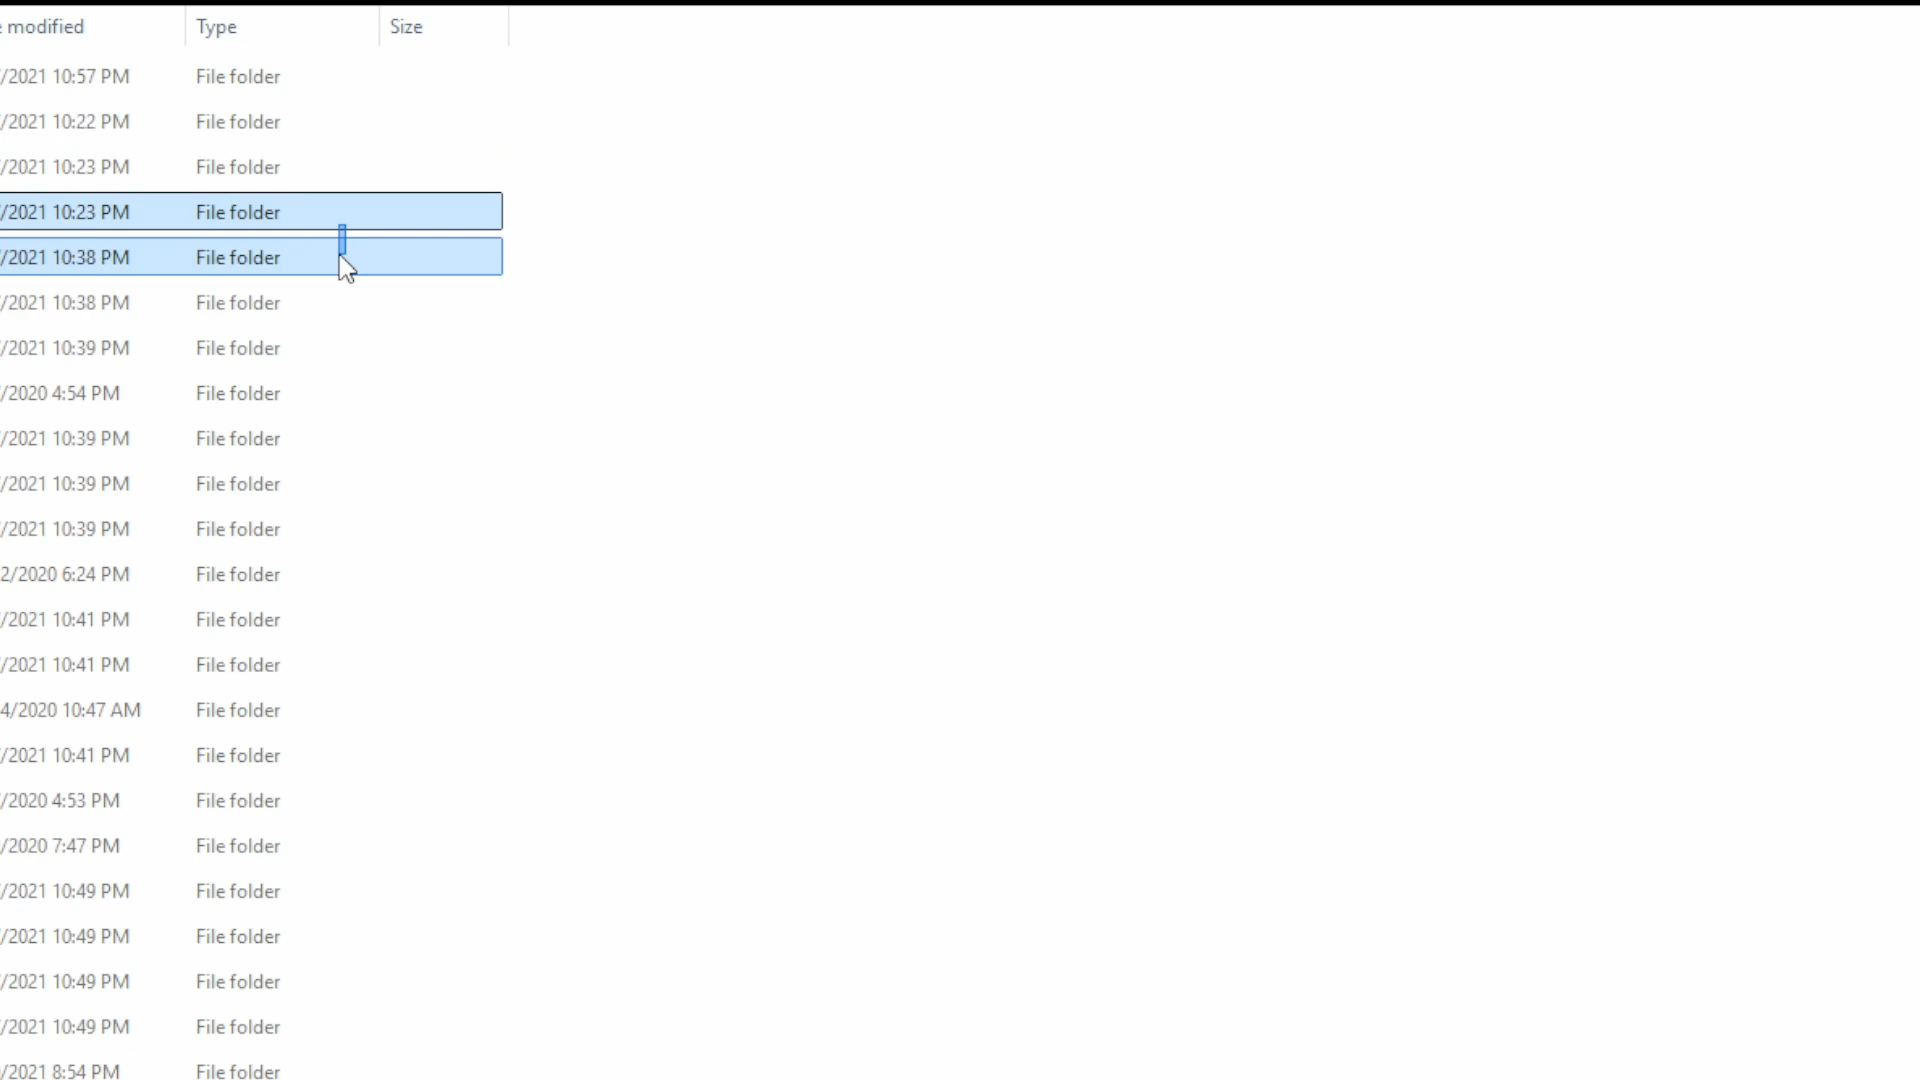 modified Type Size
/2021 10:57 PM File folder
/2021 10:22 PM File folder
/2021 10:23 PM File folder
/2021 10:23 PM File folder
/2021 10:38 PM File folder
/2021 10:38 PM File folder
/2021 10:39 PM File folder
/2020 4:54 PM File folder
/2021 10:39 PM File folder
/2021 10:39 PM File folder
/2021 10:39 PM File folder
2/2020 6:24 PM File folder
/2021 10:41 PM File folder
/2021 10:41 PM File folder
4/2020 10:47 AM File folder
/2021 10:41 PM File folder
/2020 4:53 PM File folder
/2020 7:47 PM File folder
/2021 10:49 PM File folder
/2021 10:49 PM File folder
/2021 10:49 PM File folder
/2021 10:49 PM File folder
/2021 8:54 PM File folder